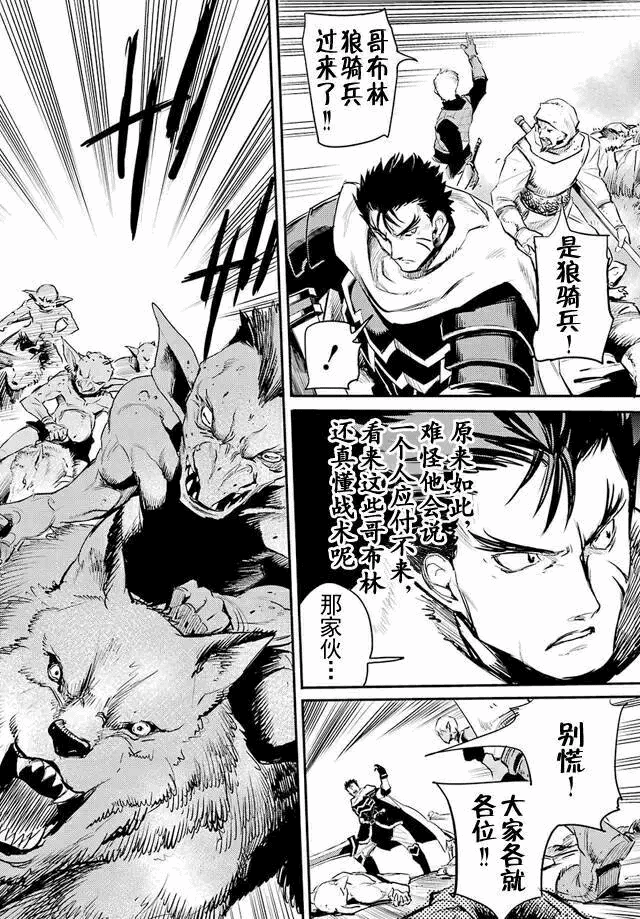 哥布林
狼骑兵
过来了!!
是狼骑兵!
!
原来如此,
难怪他会说
一个人应付不来,
看来这些哥布林
还真懂战术呢
那家伙…
别慌!
大家各就
各位!!